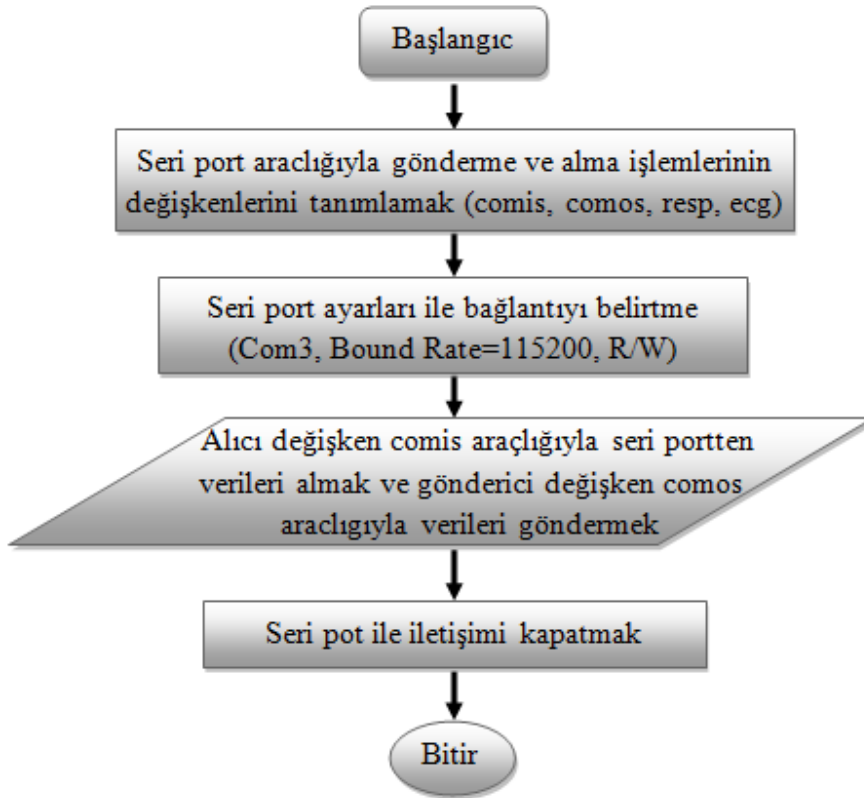 Başlangıc
Seri port araclığıyla gönderme ve alma işlemlerinin
değişkenlerini tanımlamak (comis, comos, resp, ecg)
Seri port ayarları ile bağlantıyı belirtme
(Com3, Bound Rate=115200, R/W)
Alıcı değişken comis araçlığıyla seri portten
verileri almak ve gönderici değişken comos
araclıgıyla verileri göndermek
Seri pot ile iletişimi kapatmak
Bitir